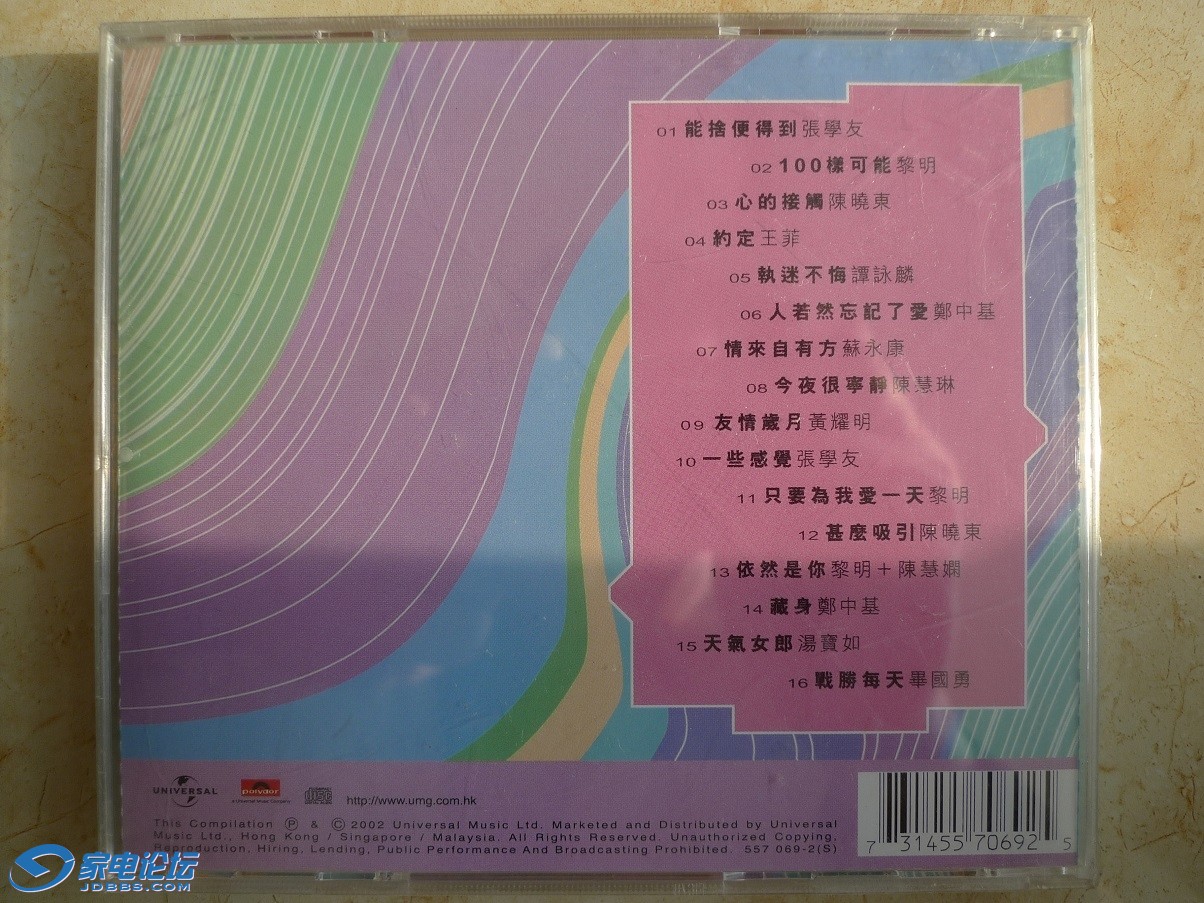 01 能捨便得到 張學友
02 100樣可能 黎明
03 心的接觸 陳曉東
04 約定 王菲
05 執迷不悔 譚詠麟
06 人若然忘記了愛 鄭中基
07 情來自有方 蘇永康
08 今夜很寧靜 陳慧琳
09 友情歲月 黃耀明
10 一些感覺 張學友
11 只要為我愛一天 黎明
12 甚麼吸引 陳曉東
13 依然是你 黎明+陳慧嫻
14 藏身 鄭中基
15 天氣女郎 湯寶如
16 戰勝每天 畢國勇
UNIVERSAL
polydor
A Universal Music Company
http://www.umg.com.hk
This Compilation Ⓟ & © 2002 Universal Music Ltd. Marketed and Distributed by Universal
Music Ltd., Hong Kong / Singapore / Malaysia. All Rights Reserved. Unauthorized Copying,
Reproduction, Hiring, Lending, Public Performance And Broadcasting Prohibited. 557 069-2(S)
7 31455 70692 5
家电论坛
JDBBS.COM